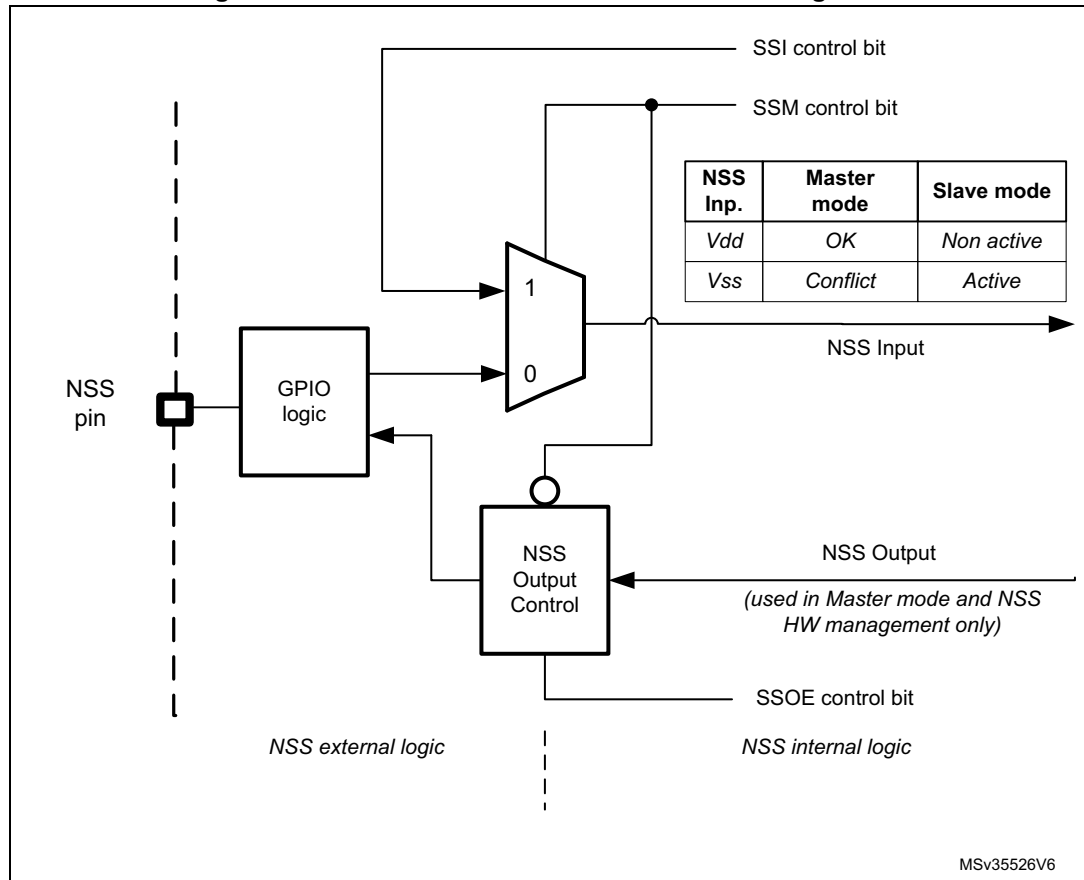 SSI control bit
SSM control bit
NSS Inp.
Master mode
Slave mode
Vdd
OK
Non active
Vss
Conflict
Active
1
0
NSS Input
NSS
pin
GPIO
logic
NSS
Output
Control
NSS Output
(used in Master mode and NSS
HW management only)
SSOE control bit
NSS external logic
NSS internal logic
MSv35526V6